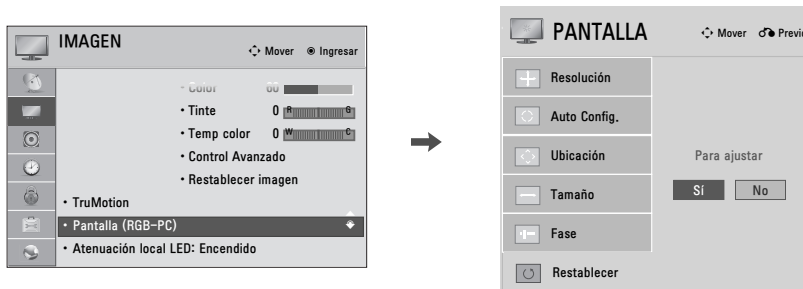 IMAGEN
Mover
Ingresar
• Color 60
• Tinte 0 R G
• Temp color 0 W C
• Control Avanzado
• Restablecer imagen
• TruMotion
• Pantalla (RGB-PC)
• Atenuación local LED: Encendido
PANTALLA
Mover
Previo
Resolución
Auto Config.
Ubicación
Tamaño
Fase
Restablecer
Para ajustar
Sí No